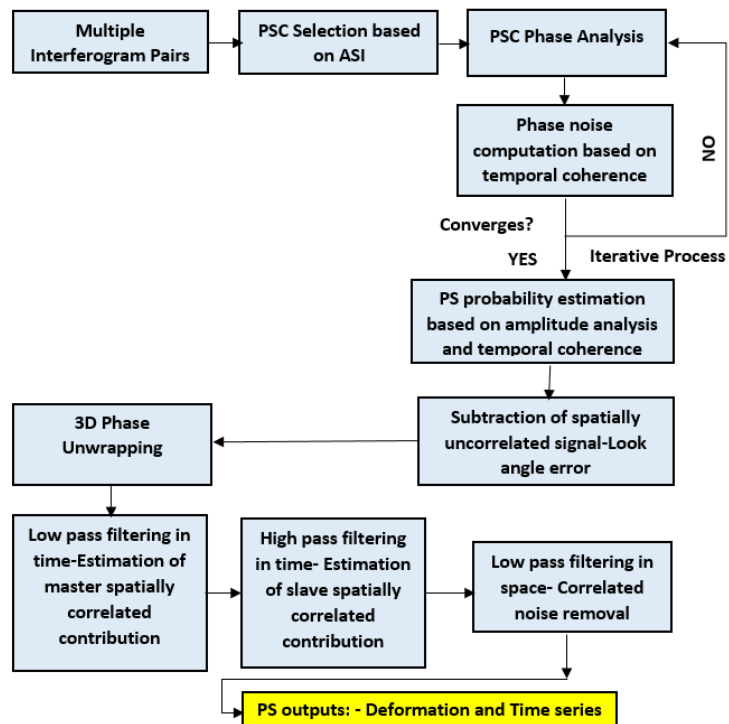 Multiple
Interferogram Pairs
PSC Selection based
on ASI
PSC Phase Analysis
Phase noise
computation based on
temporal coherence
NO
Converges?
YES
Iterative Process
PS probability estimation
based on amplitude analysis
and temporal coherence
Subtraction of spatially
uncorrelated signal-Look
angle error
3D Phase
Unwrapping
Low pass filtering in
time-Estimation of
master spatially
correlated
contribution
High pass filtering
in time- Estimation
of slave spatially
correlated
contribution
Low pass filtering in
space- Correlated
noise removal
PS outputs: - Deformation and Time series